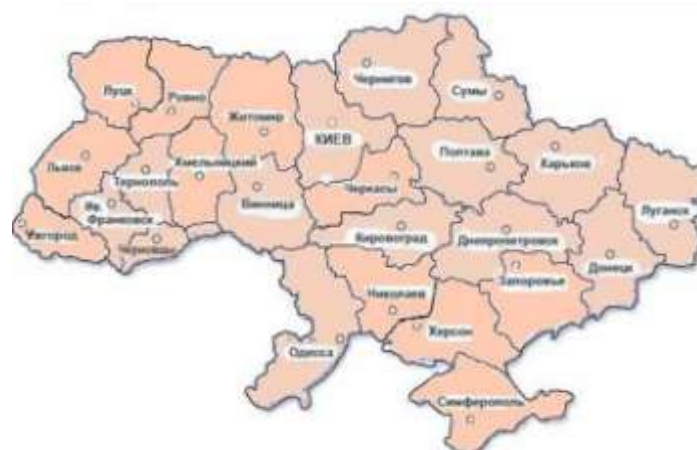 Чернигов
Луцк
Ровно
Сумы
Житомир
КИЕВ
Львов
Хмельницкий
Полтава
Харьков
Тернополь
Черкассы
Винница
Ив.
Франковск
Луганск
Ужгород
Черновцы
Кировоград
Днепропетровск
Донецк
Запорожье
Николаев
Херсон
Одесса
Симферополь